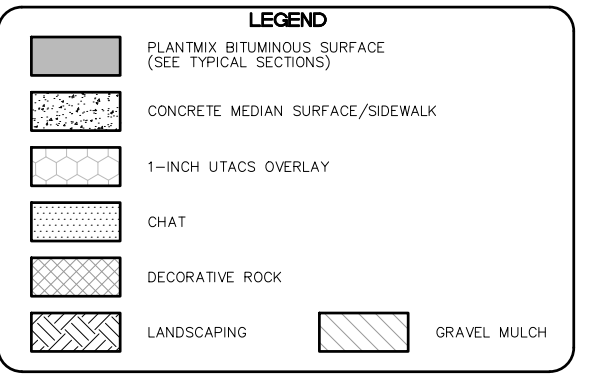 LEGEND
PLANTMIX BITUMINOUS SURFACE
(SEE TYPICAL SECTIONS)
CONCRETE MEDIAN SURFACE/SIDEWALK
1-INCH UTACS OVERLAY
CHAT
DECORATIVE ROCK
LANDSCAPING
GRAVEL MULCH